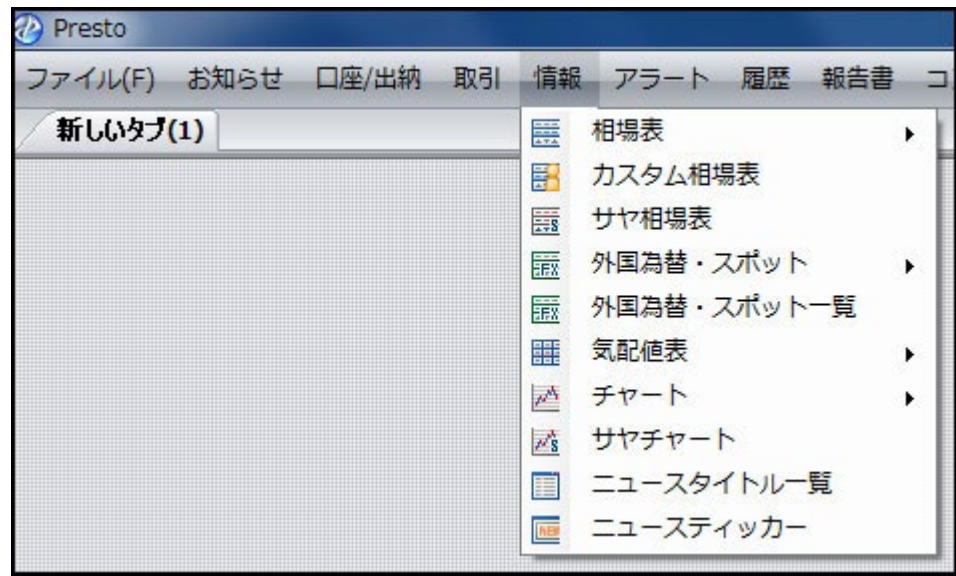 Presto
ファイル(F) お知らせ 口座/出納 取引 情報 アラート 履歴 報告書 コ
新しいタブ(1)
相場表
カスタム相場表
サヤ相場表
外国為替・スポット
外国為替・スポット一覧
気配値表
チャート
サヤチャート
ニュースタイトル一覧
ニュースティッカー